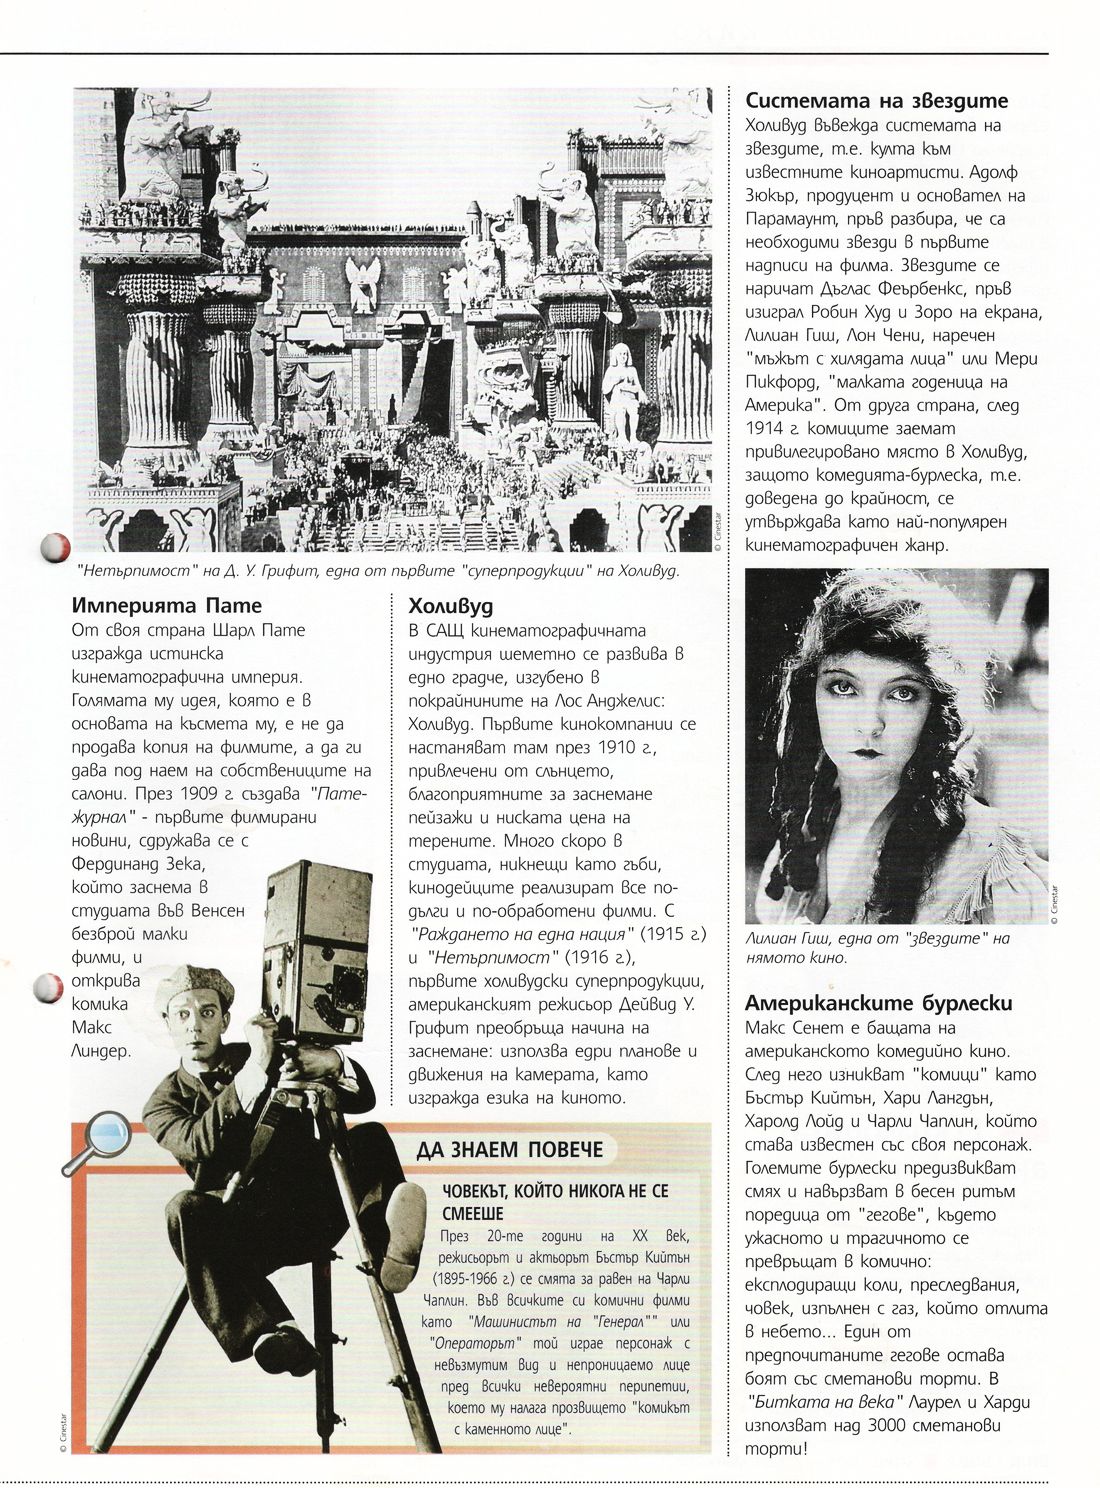 © Cinestar
"Нетърпимост" на Д. У. Грифит, една от първите "суперпродукции" на Холивуд.
Империята Пате
От своя страна Шарл Пате
изгражда истинска
кинематографична империя.
Голямата му идея, която е в
основата на късмета му, е не да
продава копия на филмите, а да ги
дава под наем на собствениците на
салони. През 1909 г. създава "Пате-
журнал" - първите филмирани
новини, сдружава се с
Фердинанд Зека,
който заснема в
студиата във Венсен
безброй малки
филми, и
открива
комика
Макс
Линдер.
Холивуд
В САЩ кинематографичната
индустрия шеметно се развива в
едно градче, изгубено в
покрайнините на Лос Анджелис:
Холивуд. Първите кинокомпании се
настаняват там през 1910 г.,
привлечени от слънцето,
благоприятните за заснемане
пейзажи и ниската цена на
терените. Много скоро в
студиата, никнещи като гъби,
кинодейците реализират все по-
дълги и по-обработени филми. С
"Раждането на една нация" (1915 г.)
и "Нетърпимост" (1916 г.),
първите холивудски суперпродукции,
американският режисьор Дейвид У.
Грифит преобръща начина на
заснемане: използва едри планове и
движения на камерата, като
изгражда езика на киното.
ДА ЗНАЕМ ПОВЕЧЕ
ЧОВЕКЪТ, КОЙТО НИКОГА НЕ СЕ
СМЕЕШЕ
През 20-те години на XX век,
режисьорът и актьорът Бъстър Кийтън
(1895-1966 г.) се смята за равен на Чарли
Чаплин. Във всичките си комични филми
като "Машинистът на "Генерал"" или
"Операторът" той играе персонаж с
невъзмутим вид и непроницаемо лице
пред всички невероятни перипетии,
което му налага прозвището "комикът
с каменното лице".
© Cinestar
Системата на звездите
Холивуд въвежда системата на
звездите, т.е. култа към
известните киноартисти. Адолф
Зюкър, продуцент и основател на
Парамаунт, пръв разбира, че са
необходими звезди в първите
надписи на филма. Звездите се
наричат Дъглас Феърбенкс, пръв
изиграл Робин Худ и Зоро на екрана,
Лилиан Гиш, Лон Чени, наречен
"мъжът с хилядата лица" или Мери
Пикфорд, "малката годеница на
Америка". От друга страна, след
1914 г. комиците заемат
привилегировано място в Холивуд,
защото комедията-бурлеска, т.е.
доведена до крайност, се
утвърждава като най-популярен
кинематографичен жанр.
© Cinestar
Лилиан Гиш, една от "звездите" на
нямото кино.
Американските бурлески
Макс Сенет е бащата на
американското комедийно кино.
След него изникват "комици" като
Бъстър Кийтън, Хари Лангдън,
Харолд Лойд и Чарли Чаплин, който
става известен със своя персонаж.
Големите бурлески предизвикват
смях и навързват в бесен ритъм
поредица от "гегове", където
ужасното и трагичното се
превръщат в комично:
експлодиращи коли, преследвания,
човек, изпълнен с газ, който отлита
в небето... Един от
предпочитаните гегове остава
боят със сметанови торти. В
"Битката на века" Лаурел и Харди
използват над 3000 сметанови
торти!